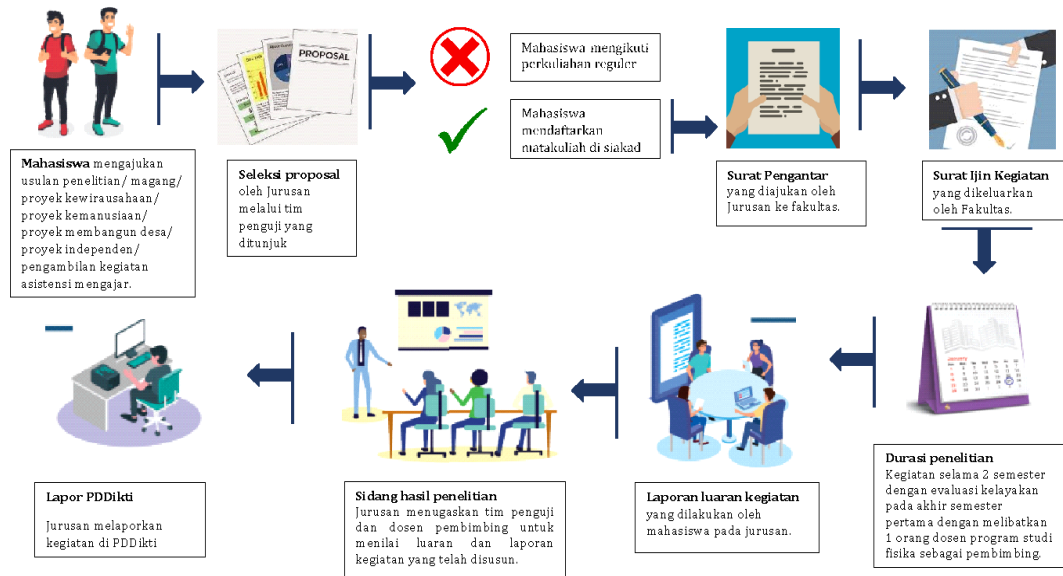 PROPOSAL
Mahasiswa mengikuti
perkuliahan reguler
Mahasiswa
mendaftarkan
matakuliah di siakad
Mahasiswa mengajukan
usulan penelitian/ magang/
proyek kewirausahaan/
proyek kemanusiaan/
proyek membangun desa/
proyek independen/
pengambilan kegiatan
asistensi mengajar.
Seleksi proposal
oleh Jurusan
melalui tim
penguji yang
ditunjuk
Surat Pengantar
yang diajukan oleh
Jurusan ke fakultas.
Surat Ijin Kegiatan
yang dikeluarkan
oleh Fakultas.
January
Durasi penelitian
Kegiatan selama 2 semester
dengan evaluasi kelayakan
pada akhir semester
pertama dengan melibatkan
1 orang dosen program studi
fisika sebagai pembimbing.
Laporan luaran kegiatan
yang dilakukan oleh
mahasiswa pada jurusan.
Sidang hasil penelitian
Jurusan menugaskan tim penguji
dan dosen pembimbing untuk
menilai luaran dan laporan
kegiatan yang telah disusun.
Lapor PDDikti
Jurusan melaporkan
kegiatan di PDDikti